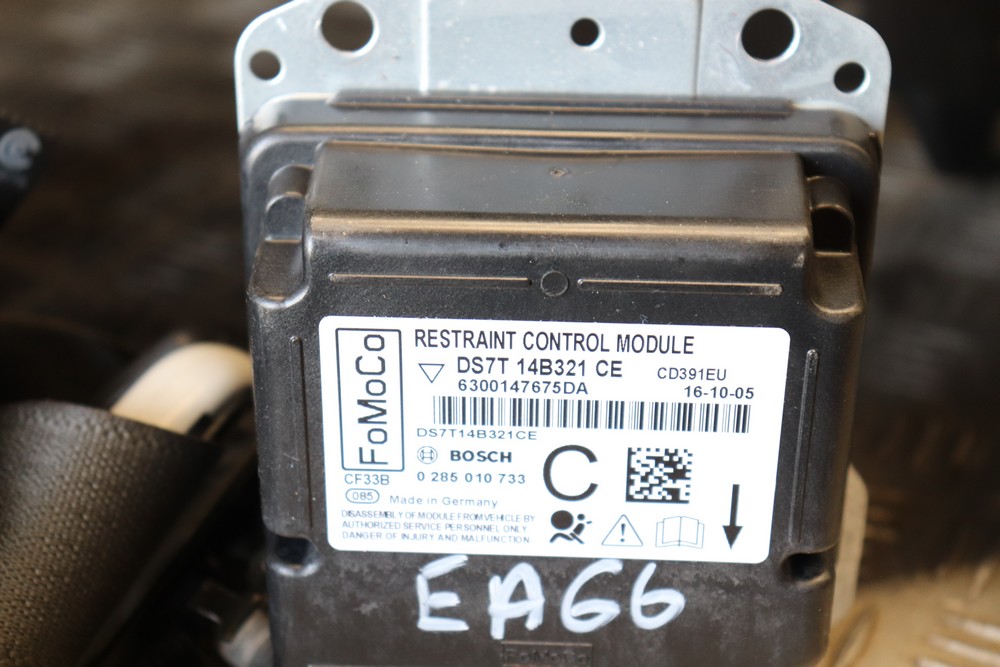 FoMoCo
RESTRAINT CONTROL MODULE
DS7T 14B321 CE CD391EU
6300147675DA 16-10-05
DS7T14B321CE
BOSCH
C
0 285 010 733
CF33B
085
Made in Germany
DISASSEMBLY OF MODULE FROM VEHICLE BY
AUTHORIZED SERVICE PERSONNEL ONLY.
DANGER OF INJURY AND MALFUNCTION.
EA66
FoMoCo